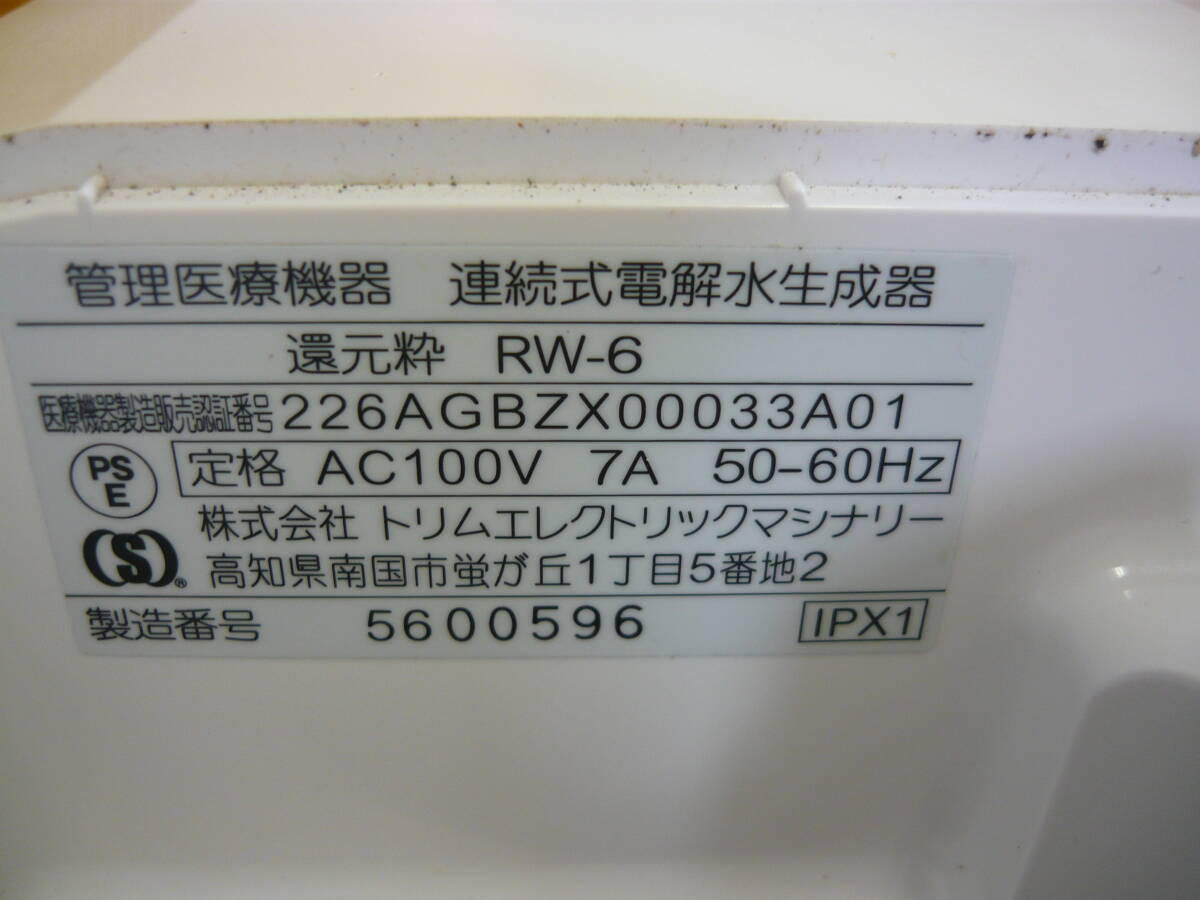 管理医療機器 連続式電解水生成器
還元粋 RW-6
医療機器製造販売認証番号 226AGBZX00033A01
PS
E
定格 AC100V 7A 50-60Hz
(S)®
株式会社 トリムエレクトリックマシナリー
高知県南国市蛍が丘1丁目5番地2
製造番号 5600596 IPX1